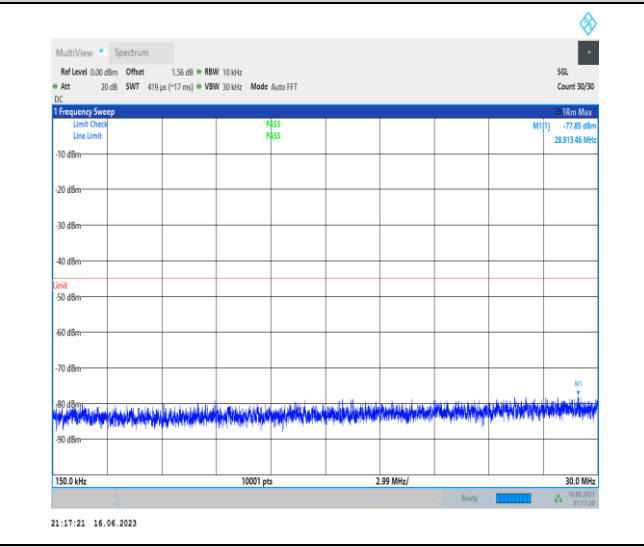 MultiView Spectrum
Ref Level 0.00 dBm Offset 1.56 dB RBW 10 kHz SGL
Att 20 dB SWT 419 µs (~17 ms) VBW 30 kHz Mode Auto FFT Count 30/30
DC
1 Frequency Sweep 1Rm Max
Limit Check PASS M1[1] -77.85 dBm
Line Limit PASS 28.913 46 MHz
-10 dBm
-20 dBm
-30 dBm
-40 dBm
Limit
-50 dBm
-60 dBm
-70 dBm
M1
-80 dBm
-90 dBm
150.0 kHz 10001 pts 2.99 MHz/ 30.0 MHz
Ready 16.06.2023
21:17:20
21:17:21 16.06.2023